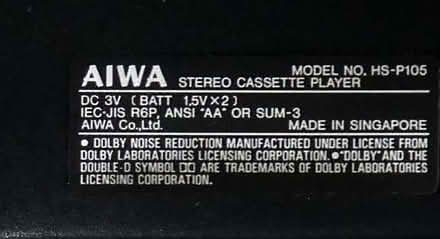 AIWA STEREO CASSETTE PLAYER MODEL NO. HS-P105
DC 3V (BATT 1.5V×2)
IEC·JIS R6P, ANSI "AA" OR SUM-3
AIWA Co.,Ltd. MADE IN SINGAPORE
● DOLBY NOISE REDUCTION MANUFACTURED UNDER LICENSE FROM
DOLBY LABORATORIES LICENSING CORPORATION. ●"DOLBY" AND THE
DOUBLE-D SYMBOL DD ARE TRADEMARKS OF DOLBY LABORATORIES
LICENSING CORPORATION.